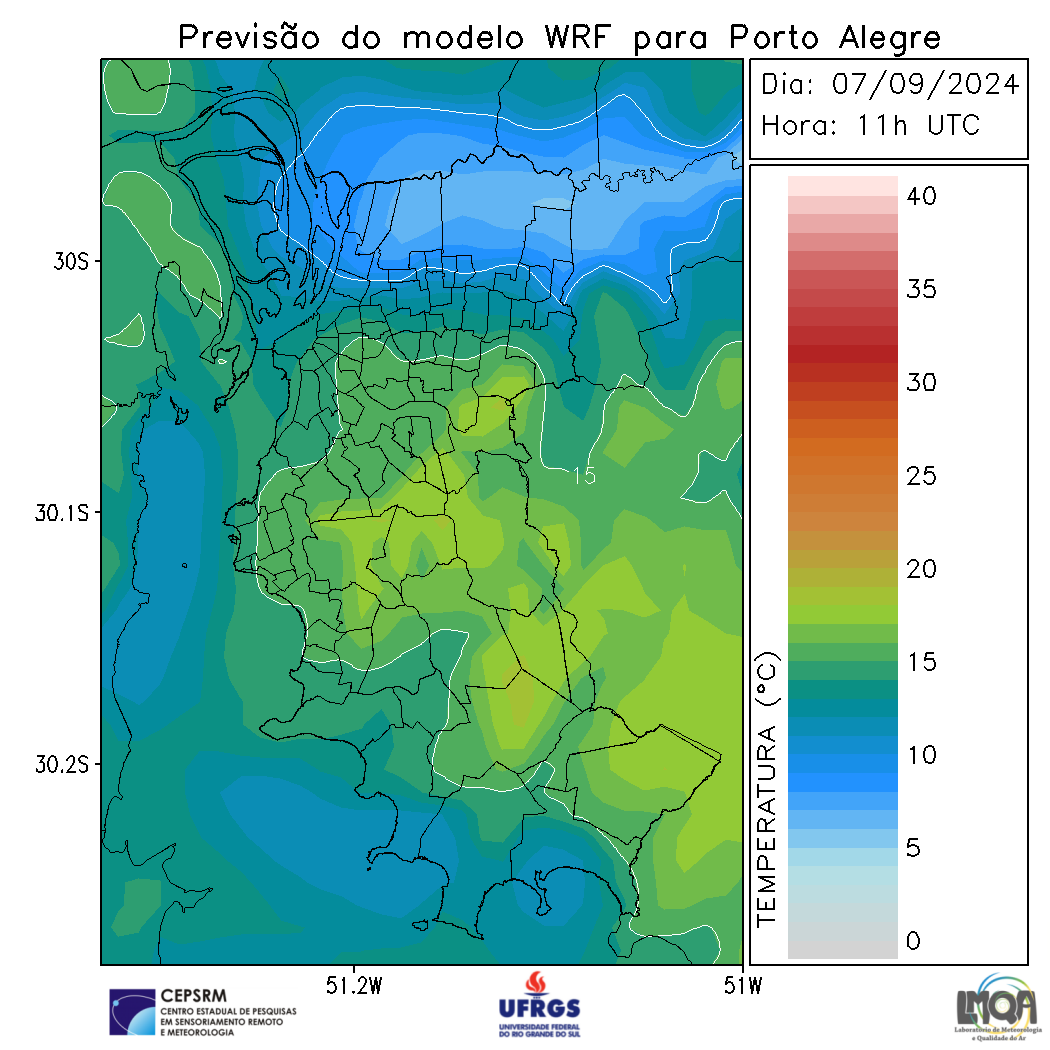 Previsão do modelo WRF para Porto Alegre
Dia: 07/09/2024
Hora: 11h UTC
40
35
30
25
20
15
10
5
0
TEMPERATURA (°C)
30S
30.1S
30.2S
15
51.2W
51W
CEPSRM
CENTRO ESTADUAL DE PESQUISAS
EM SENSORIAMENTO REMOTO
E METEOROLOGIA
UFRGS
UNIVERSIDADE FEDERAL
DO RIO GRANDE DO SUL
LMQA
Laboratório de Meteorologia
e Qualidade do Ar